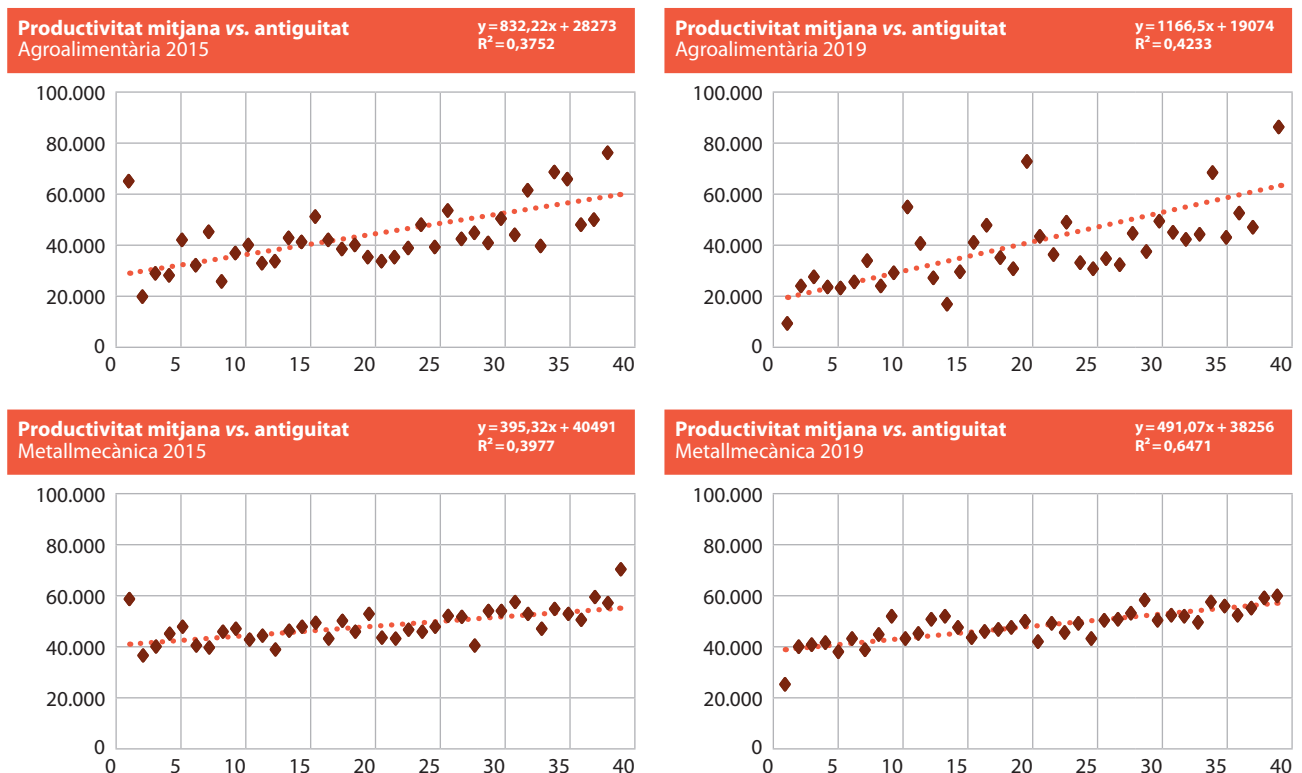 Productivitat mitjana vs. antiguitat
Agroalimentària 2015
y = 832,22x + 28273
R² = 0,3752
100.000
80.000
60.000
40.000
20.000
0
0 5 10 15 20 25 30 35 40
Productivitat mitjana vs. antiguitat
Agroalimentària 2019
y = 1166,5x + 19074
R² = 0,4233
100.000
80.000
60.000
40.000
20.000
0
0 5 10 15 20 25 30 35 40
Productivitat mitjana vs. antiguitat
Metallmecànica 2015
y = 395,32x + 40491
R² = 0,3977
100.000
80.000
60.000
40.000
20.000
0
0 5 10 15 20 25 30 35 40
Productivitat mitjana vs. antiguitat
Metallmecànica 2019
y = 491,07x + 38256
R² = 0,6471
100.000
80.000
60.000
40.000
20.000
0
0 5 10 15 20 25 30 35 40